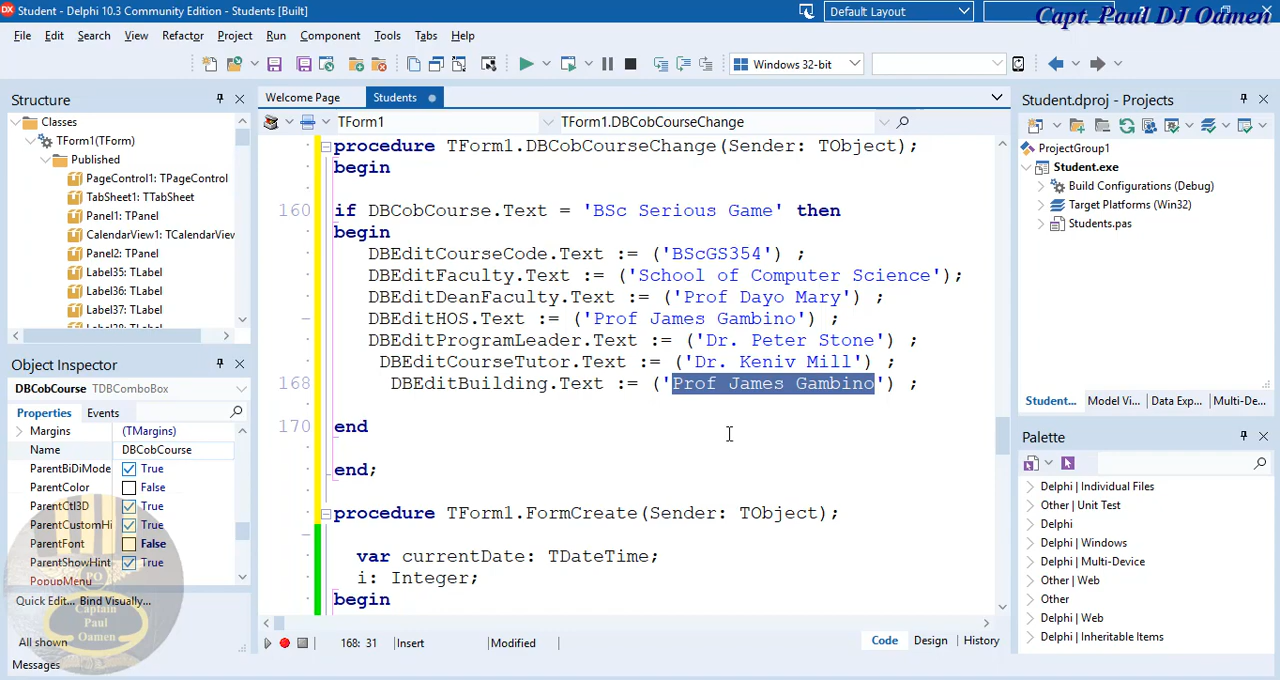 DX Student - Delphi 10.3 Community Edition - Students [Built]
Default Layout
Capt. Paul DJ Oamen
File Edit Search View Refactor Project Run Component Tools Tabs Help
Windows 32-bit
Structure
Classes
TForm1(TForm)
Published
PageControl1: TPageControl
TabSheet1: TTabSheet
Panel1: TPanel
CalendarView1: TCalendarView
Panel2: TPanel
Label35: TLabel
Label36: TLabel
Label37: TLabel
Label38: TLabel
Object Inspector
DBCobCourse TDBComboBox
Properties Events
Margins (TMargins)
Name DBCobCourse
ParentBiDiMode True
ParentColor False
ParentCtl3D True
ParentCustomHi True
ParentFont False
ParentShowHint True
PopupMenu
Quick Edit... Bind Visually...
All shown
Messages
PO
Captain
Paul
Oamen
Welcome Page Students
TForm1 TForm1.DBCobCourseChange
procedure TForm1.DBCobCourseChange(Sender: TObject);
begin
160 if DBCobCourse.Text = 'BSc Serious Game' then
begin
DBEditCourseCode.Text := ('BScGS354') ;
DBEditFaculty.Text := ('School of Computer Science');
DBEditDeanFaculty.Text := ('Prof Dayo Mary') ;
DBEditHOS.Text := ('Prof James Gambino') ;
DBEditProgramLeader.Text := ('Dr. Peter Stone') ;
DBEditCourseTutor.Text := ('Dr. Keniv Mill') ;
168 DBEditBuilding.Text := ('Prof James Gambino') ;
170 end
end;
procedure TForm1.FormCreate(Sender: TObject);
var currentDate: TDateTime;
i: Integer;
begin
168: 31 Insert Modified
Code Design History
Student.dproj - Projects
ProjectGroup1
Student.exe
Build Configurations (Debug)
Target Platforms (Win32)
Students.pas
Student... Model Vi... Data Exp... Multi-De...
Palette
Delphi | Individual Files
Other | Unit Test
Delphi
Delphi | Windows
Delphi | Multi-Device
Other | Web
Other
Delphi | Web
Delphi | Inheritable Items